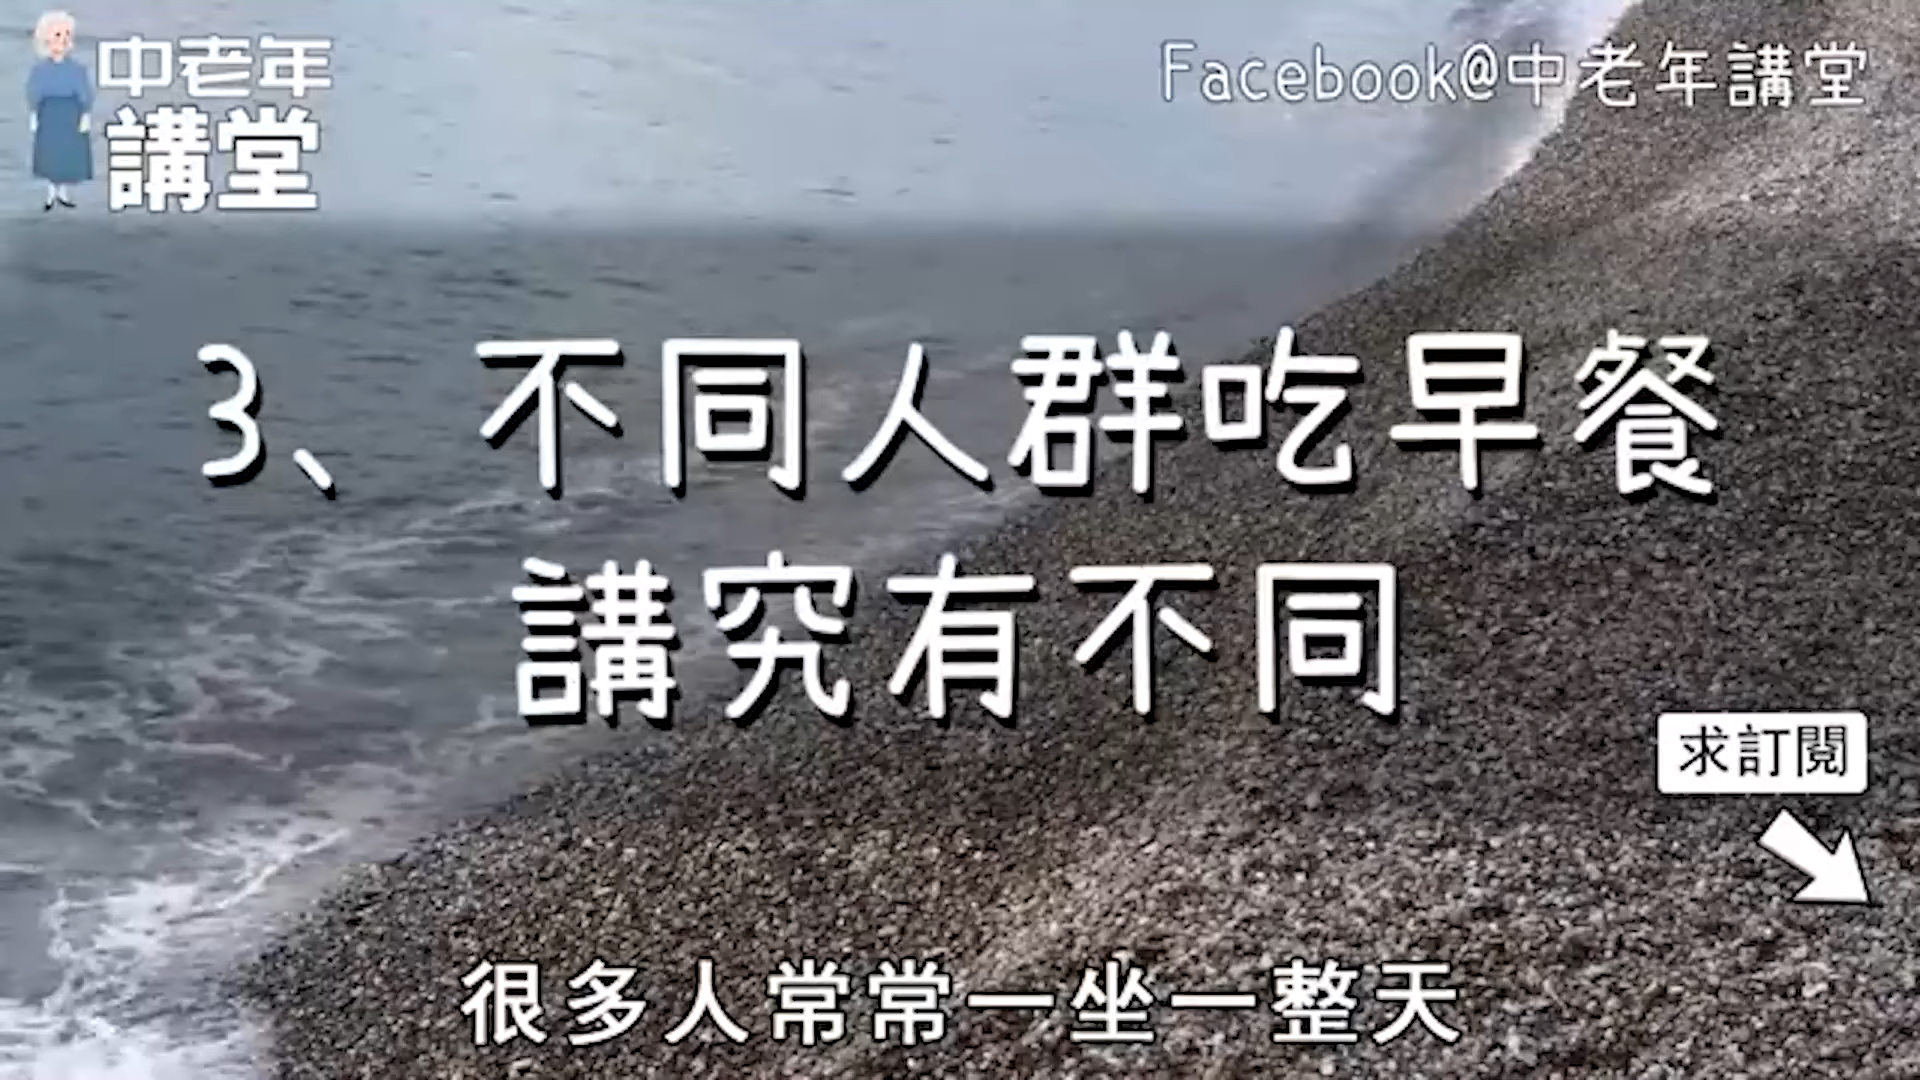 中老年
講堂
Facebook@中老年講堂
3、不同人群吃早餐
講究有不同
求訂閱
很多人常常一坐一整天